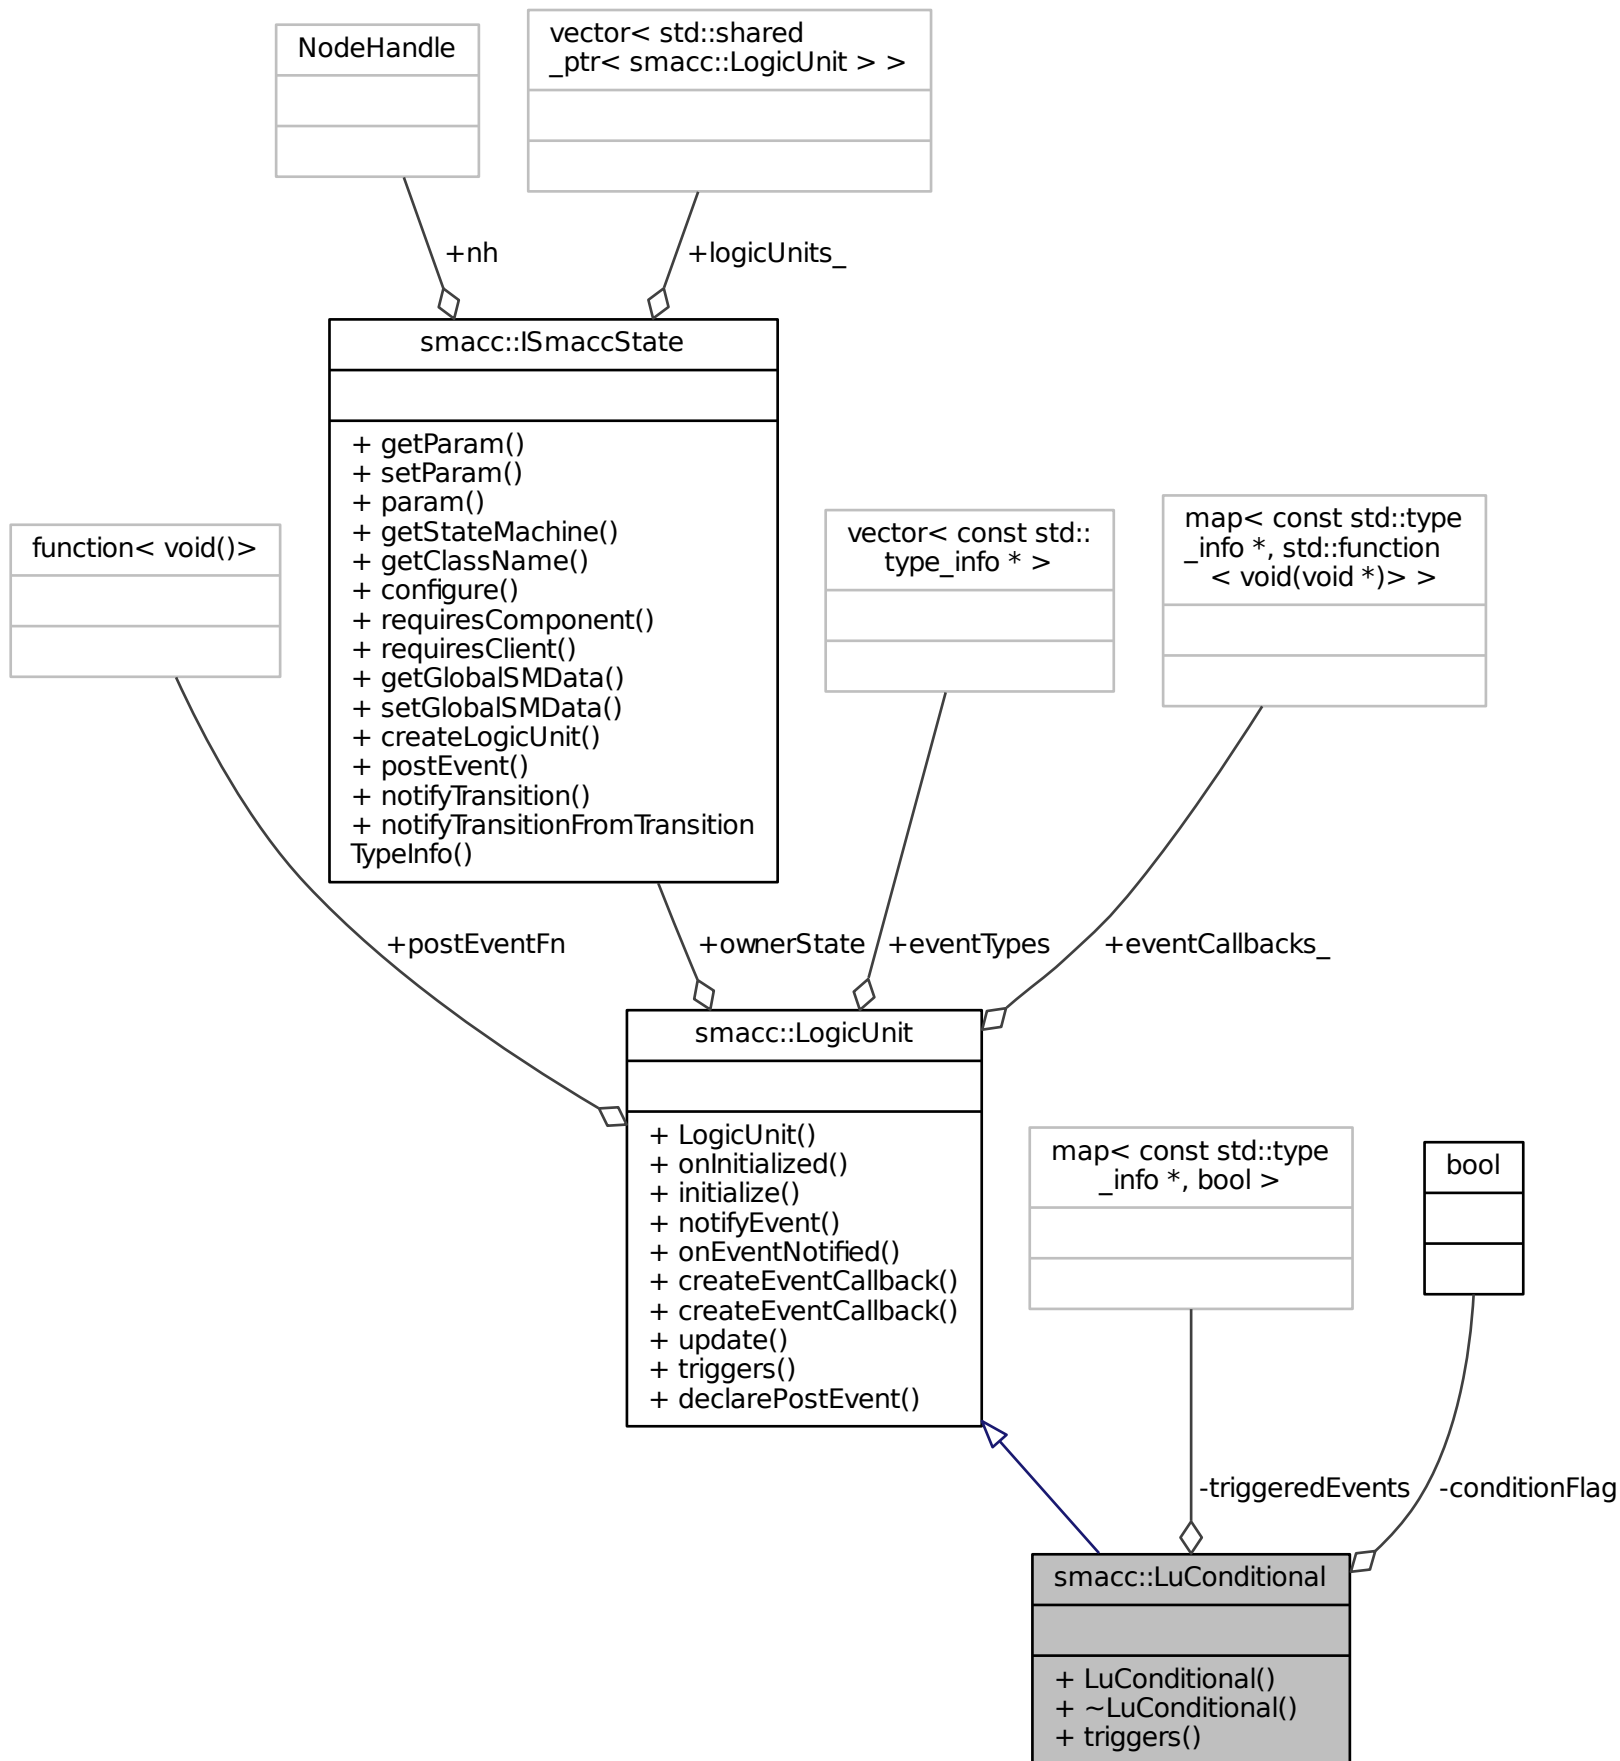 NodeHandle
vector< std::shared
_ptr< smacc::LogicUnit > >
+nh
+logicUnits_
smacc::ISmaccState
+ getParam()
+ setParam()
+ param()
+ getStateMachine()
+ getClassName()
+ configure()
+ requiresComponent()
+ requiresClient()
+ getGlobalSMData()
+ setGlobalSMData()
+ createLogicUnit()
+ postEvent()
+ notifyTransition()
+ notifyTransitionFromTransition
TypeInfo()
function< void()>
vector< const std::
type_info * >
map< const std::type
_info *, std::function
< void(void *)> >
+postEventFn
+ownerState
+eventTypes
+eventCallbacks_
smacc::LogicUnit
+ LogicUnit()
+ onInitialized()
+ initialize()
+ notifyEvent()
+ onEventNotified()
+ createEventCallback()
+ createEventCallback()
+ update()
+ triggers()
+ declarePostEvent()
map< const std::type
_info *, bool >
bool
-triggeredEvents
-conditionFlag
smacc::LuConditional
+ LuConditional()
+ ~LuConditional()
+ triggers()